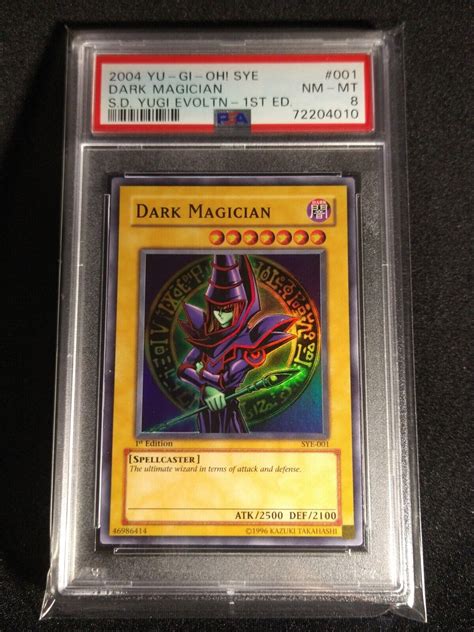 2004 YU-GI-OH! SYE #001
DARK MAGICIAN NM-MT
S.D. YUGI EVOLTN-1ST ED. 8
PSA 72204010
DARK MAGICIAN
DARK
闇
1st Edition SYE-001
[SPELLCASTER]
The ultimate wizard in terms of attack and defense.
ATK/2500 DEF/2100
46986414 ©1996 KAZUKI TAKAHASHI